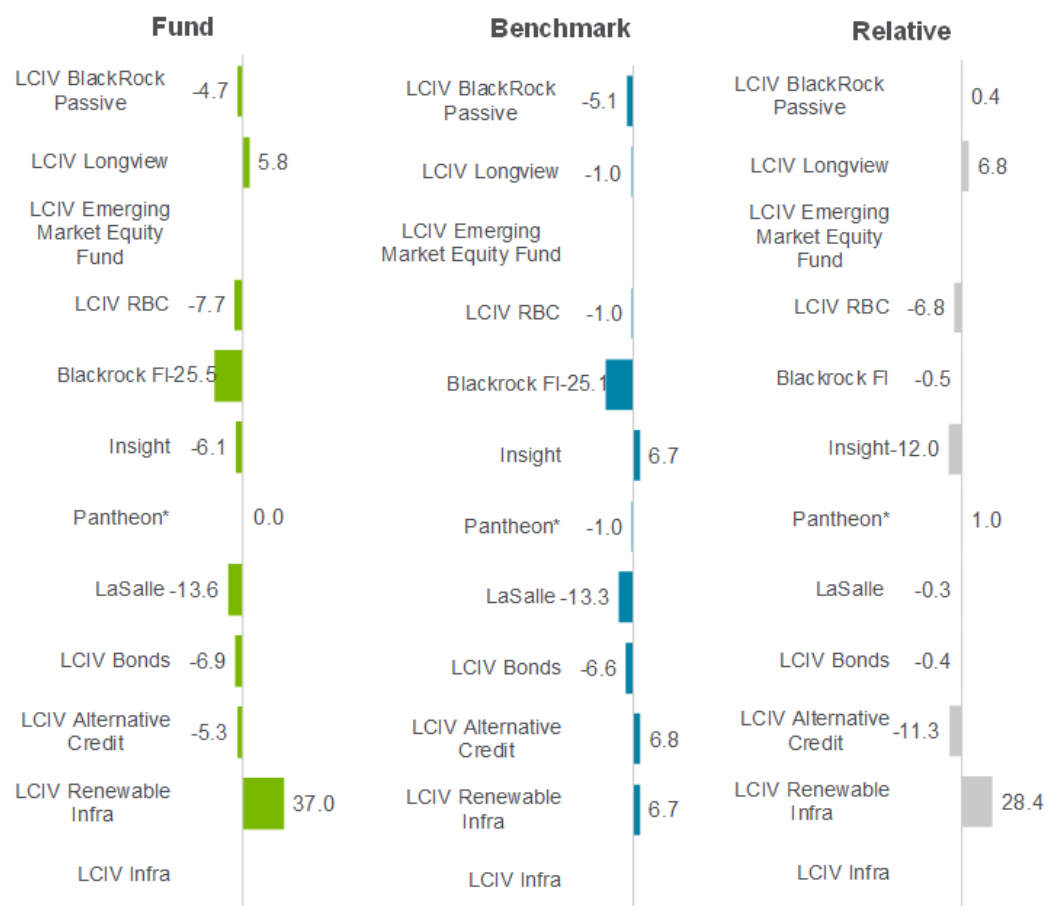 Fund
LCIV BlackRock
Passive
-4.7
LCIV Longview
5.8
LCIV Emerging
Market Equity
Fund
LCIV RBC
-7.7
Blackrock FI
-25.5
Insight
-6.1
Pantheon*
0.0
LaSalle
-13.6
LCIV Bonds
-6.9
LCIV Alternative
Credit
-5.3
LCIV Renewable
Infra
37.0
LCIV Infra
Benchmark
LCIV BlackRock
Passive
-5.1
LCIV Longview
-1.0
LCIV Emerging
Market Equity Fund
LCIV RBC
-1.0
Blackrock FI
-25.1
Insight
6.7
Pantheon*
-1.0
LaSalle
-13.3
LCIV Bonds
-6.6
LCIV Alternative
Credit
6.8
LCIV Renewable
Infra
6.7
LCIV Infra
Relative
LCIV BlackRock
Passive
0.4
LCIV Longview
6.8
LCIV Emerging
Market Equity
Fund
LCIV RBC
-6.8
Blackrock FI
-0.5
Insight
-12.0
Pantheon*
1.0
LaSalle
-0.3
LCIV Bonds
-0.4
LCIV Alternative
Credit
-11.3
LCIV Renewable
Infra
28.4
LCIV Infra